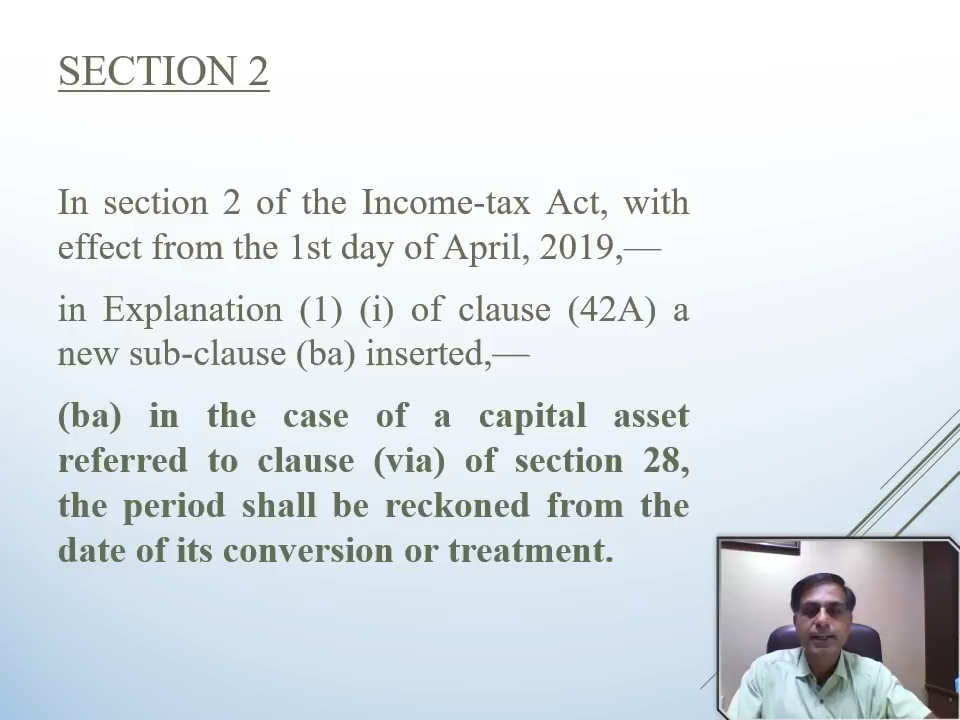 SECTION 2
In section 2 of the Income-tax Act, with
effect from the 1st day of April, 2019,—
in Explanation (1) (i) of clause (42A) a
new sub-clause (ba) inserted,—
(ba) in the case of a capital asset
referred to clause (via) of section 28,
the period shall be reckoned from the
date of its conversion or treatment.